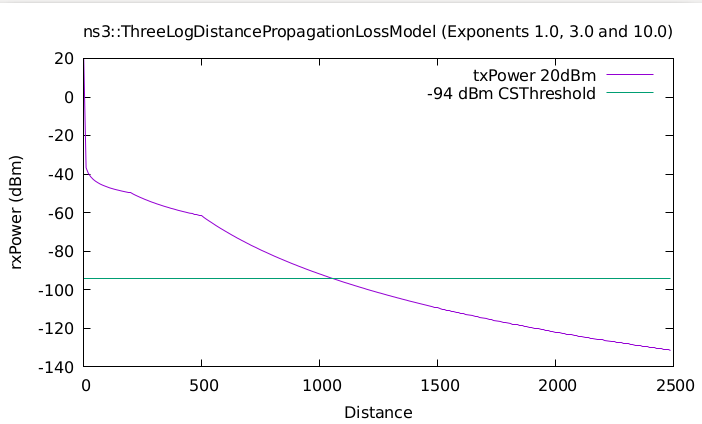 ns3::ThreeLogDistancePropagationLossModel (Exponents 1.0, 3.0 and 10.0)
20
0
-20
-40
-60
-80
-100
-120
-140
rxPower (dBm)
txPower 20dBm
-94 dBm CSThreshold
0 500 1000 1500 2000 2500
Distance